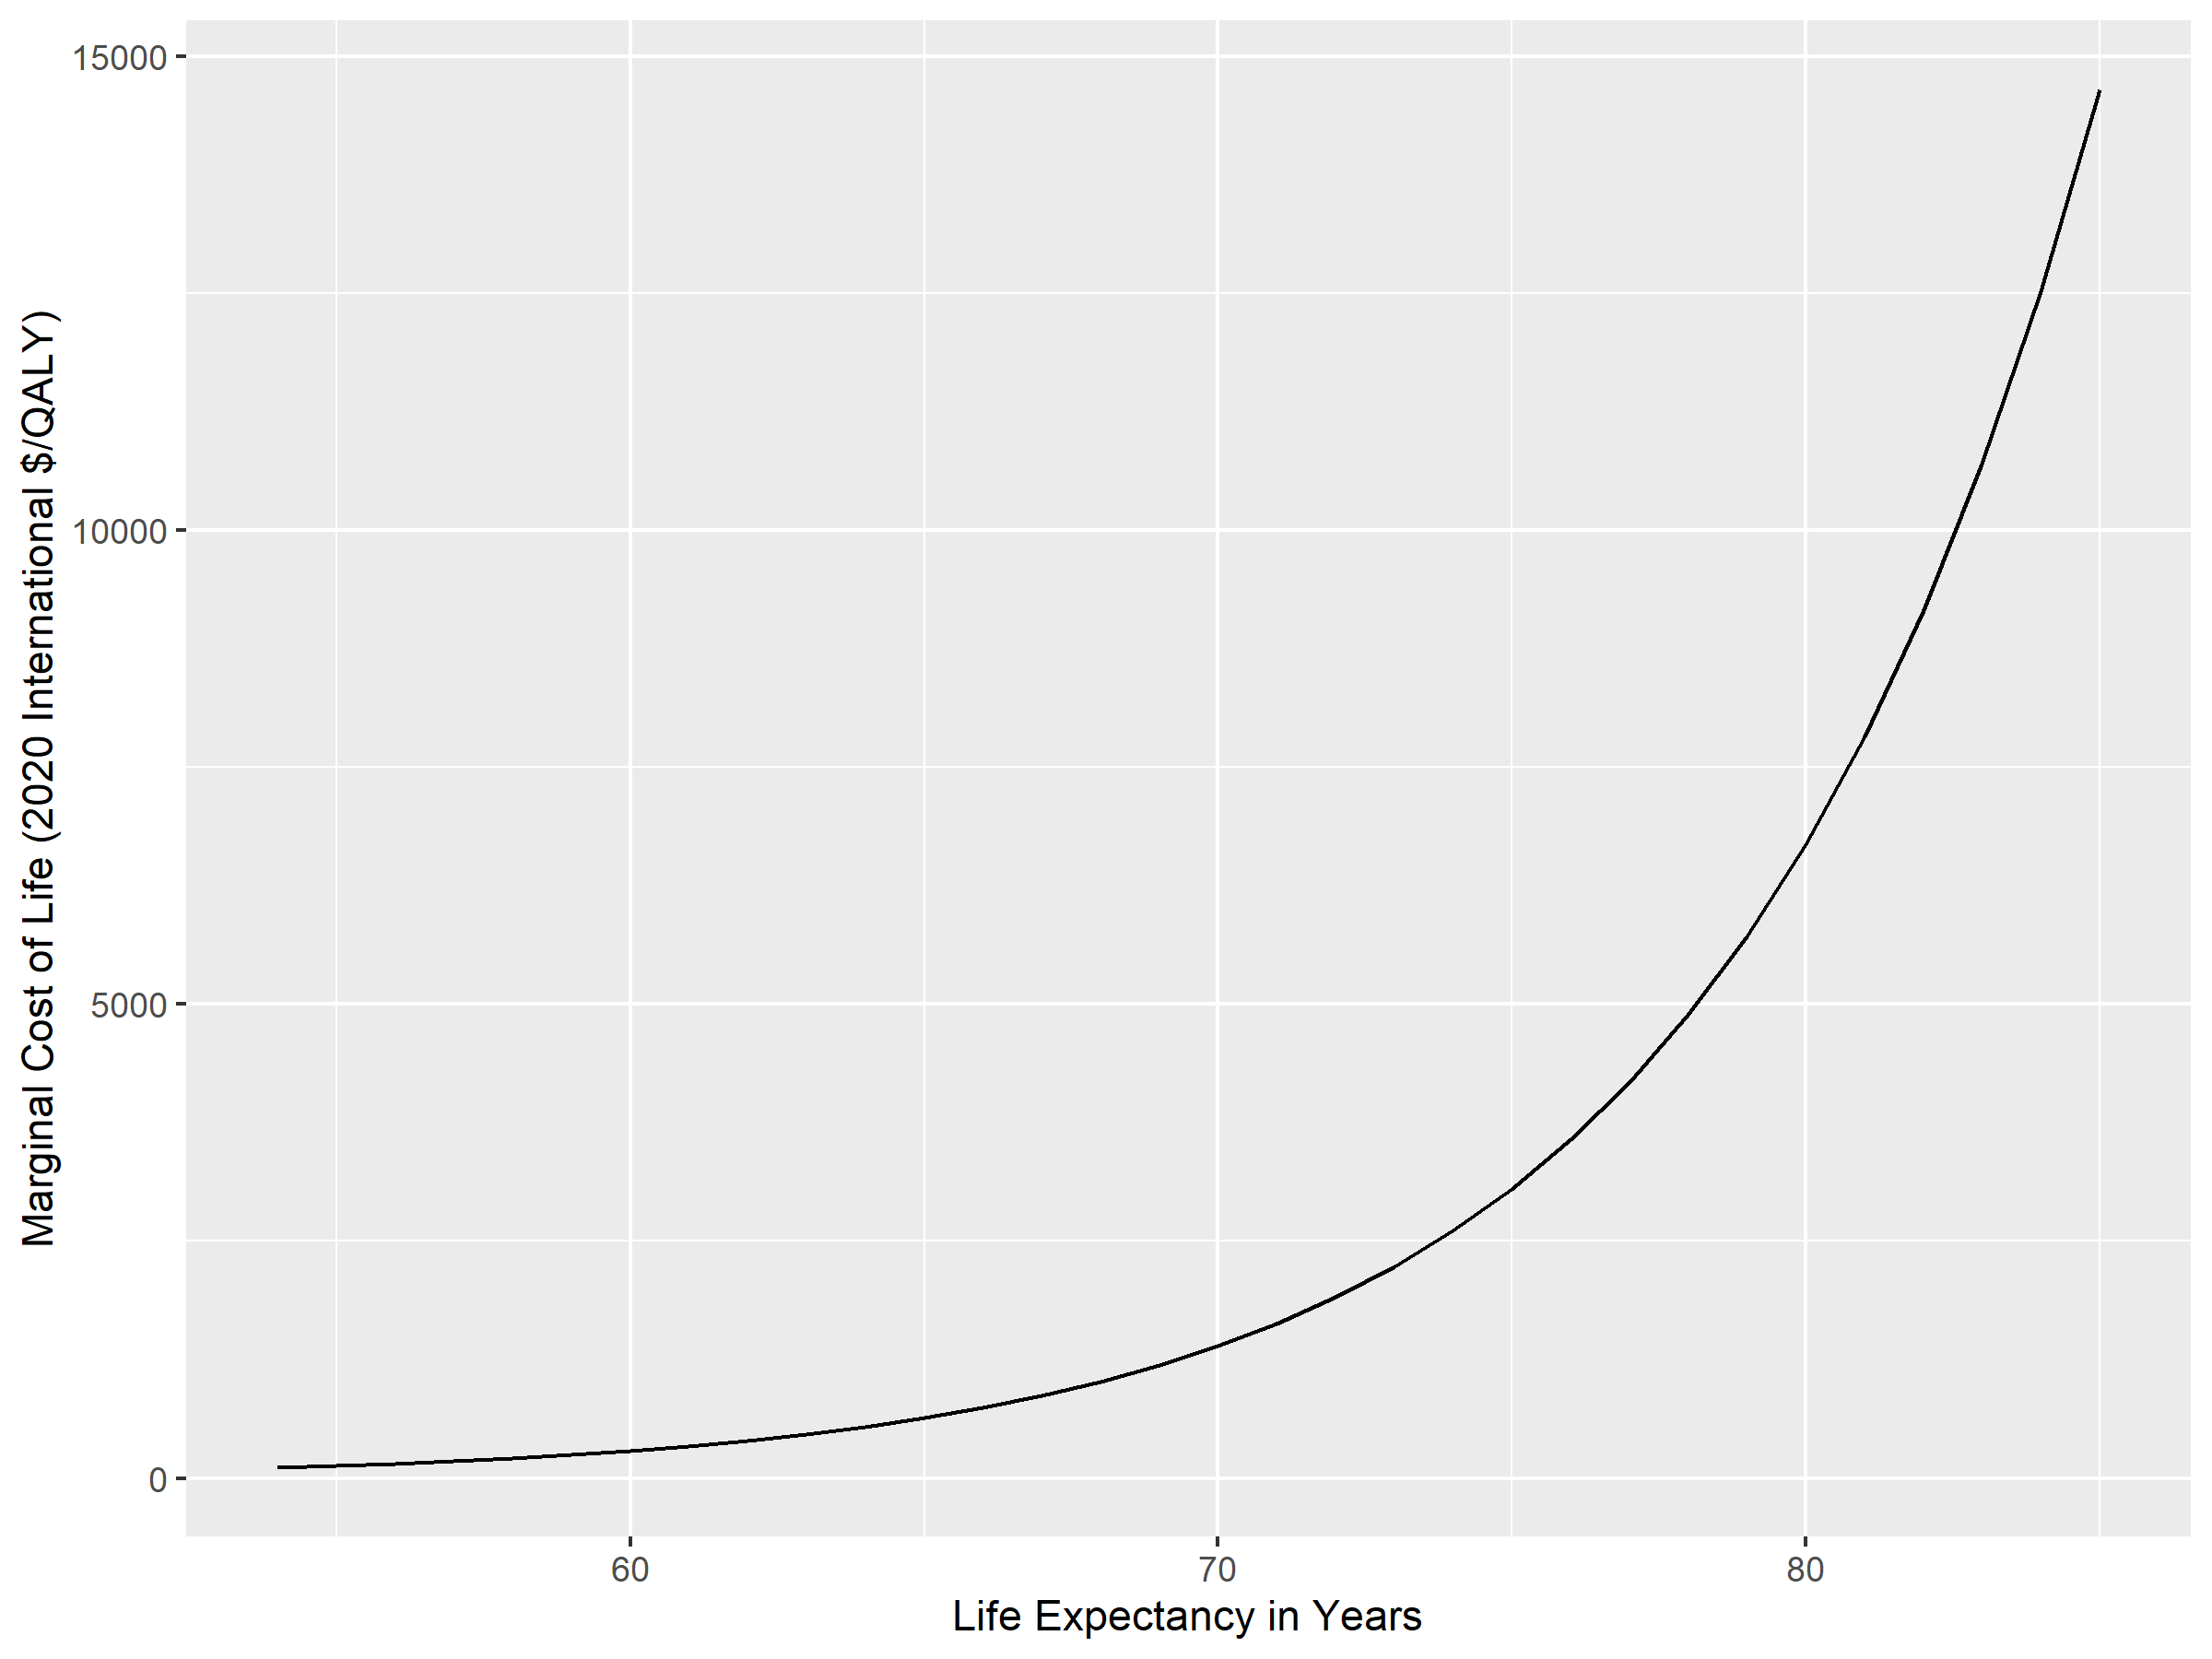 Marginal Cost of Life (2020 International $/QALY)
15000
10000
5000
0
60 70 80
Life Expectancy in Years